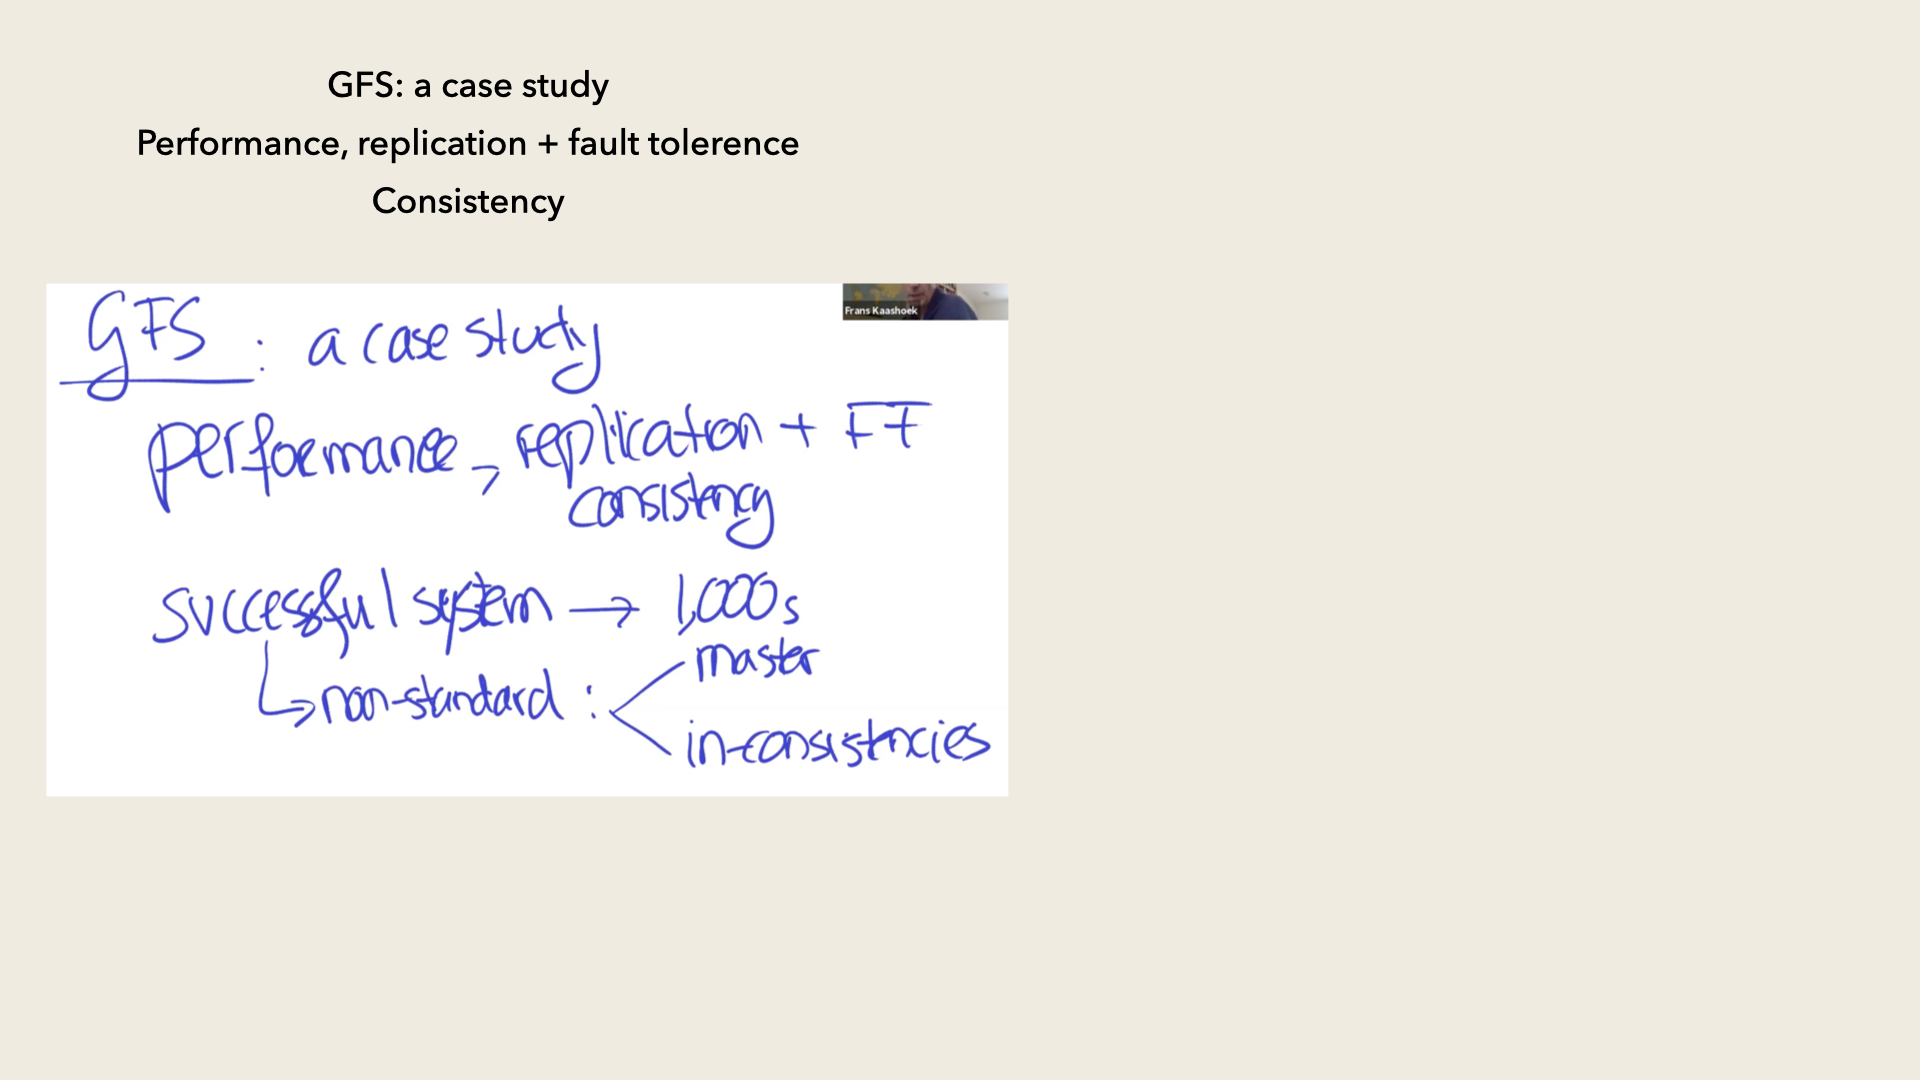 GFS: a case study
Performance, replication + fault tolerence
Consistency
Frans Kaashoek
GFS : a case study
performance, replication + FT
consistency
successful system → 1,000s
master
↳ non-standard :
in-consistencies